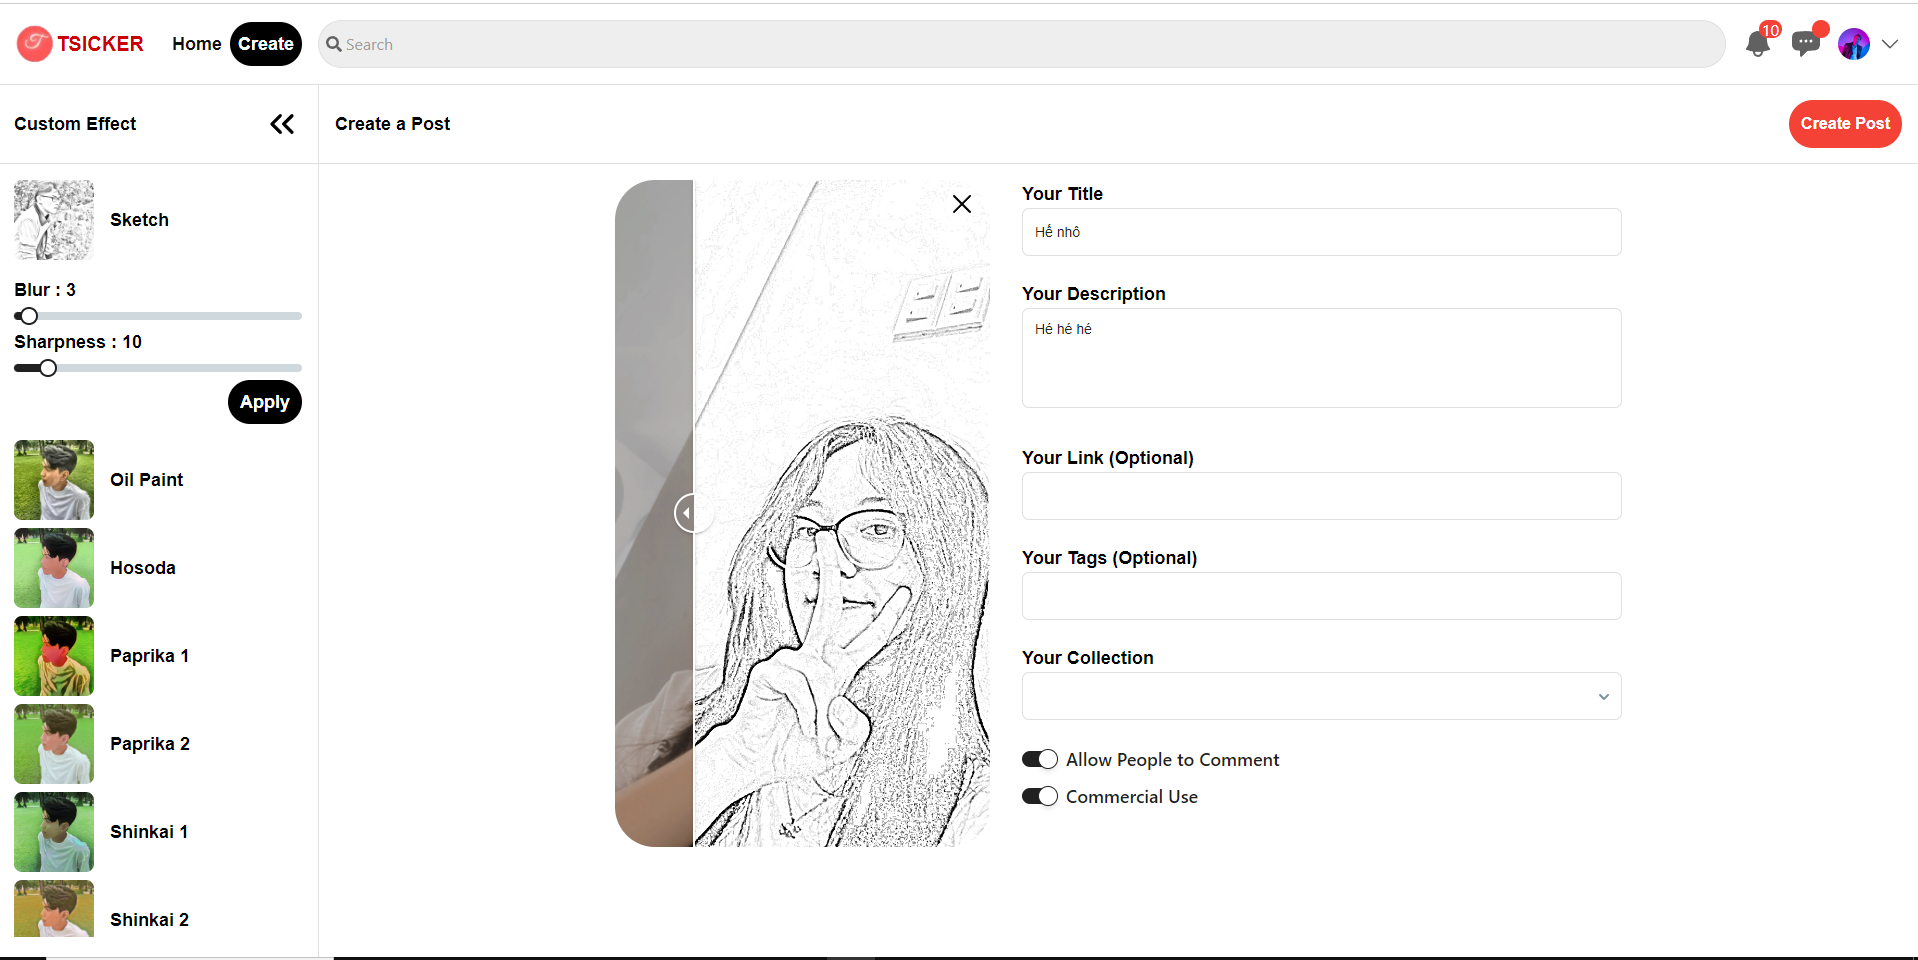 TSICKER
Home
Create
Search
10
Custom Effect
Create a Post
Create Post
Sketch
Blur : 3
Sharpness : 10
Apply
Oil Paint
Hosoda
Paprika 1
Paprika 2
Shinkai 1
Shinkai 2
Your Title
Hế nhô
Your Description
Hé hé hé
Your Link (Optional)
Your Tags (Optional)
Your Collection
Allow People to Comment
Commercial Use